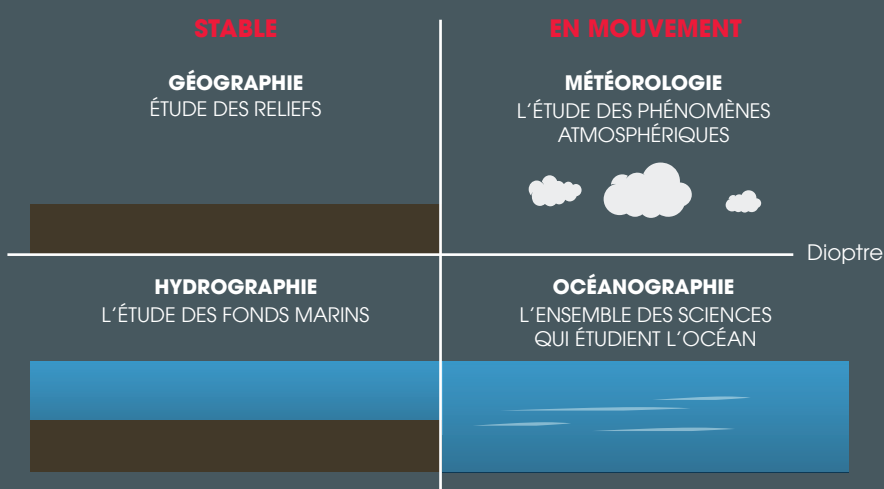 STABLE
EN MOUVEMENT
GÉOGRAPHIE
ÉTUDE DES RELIEFS
MÉTÉOROLOGIE
L'ÉTUDE DES PHÉNOMÈNES
ATMOSPHÉRIQUES
Dioptre
HYDROGRAPHIE
L'ÉTUDE DES FONDS MARINS
OCÉANOGRAPHIE
L'ENSEMBLE DES SCIENCES
QUI ÉTUDIENT L'OCÉAN